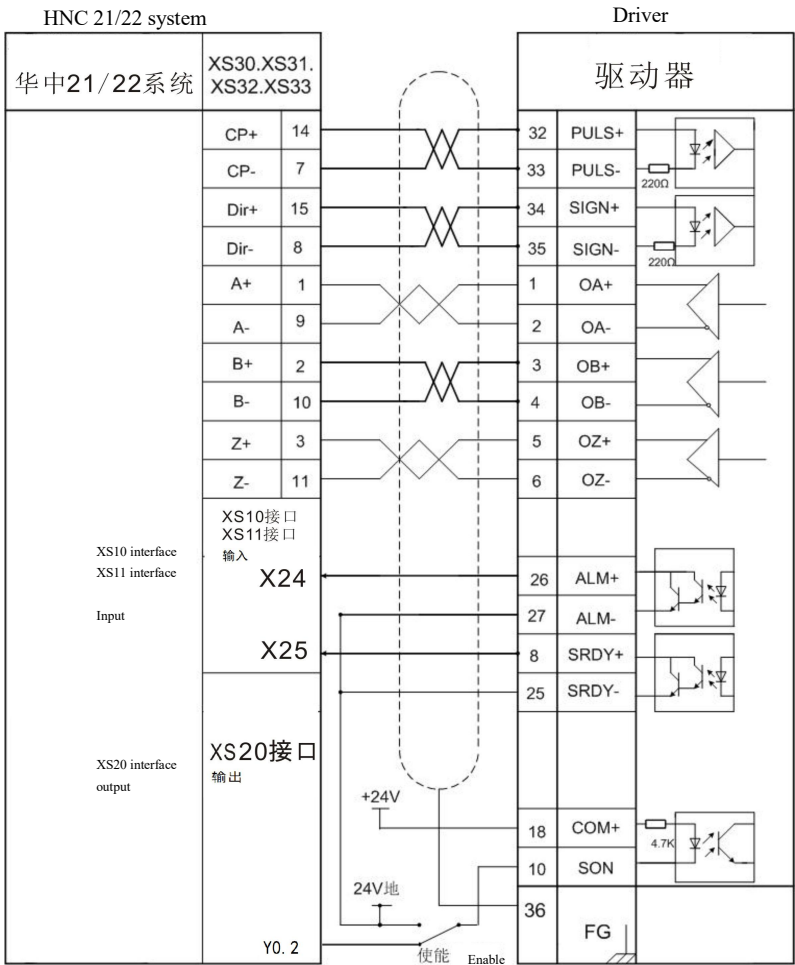 HNC 21/22 system
Driver
华中21/22系统
XS30.XS31.
XS32.XS33
驱动器
CP+ 14 32 PULS+
CP- 7 33 PULS-
220Ω
Dir+ 15 34 SIGN+
Dir- 8 35 SIGN-
220Ω
A+ 1 1 OA+
A- 9 2 OA-
B+ 2 3 OB+
B- 10 4 OB-
Z+ 3 5 OZ+
Z- 11 6 OZ-
XS10接口
XS11接口
XS10 interface
输入
XS11 interface
X24 26 ALM+
Input
27 ALM-
X25 8 SRDY+
25 SRDY-
XS20接口
XS20 interface
输出
output
+24V
18 COM+
4.7K
10 SON
24V地
36
FG
Y0.2
使能 Enable